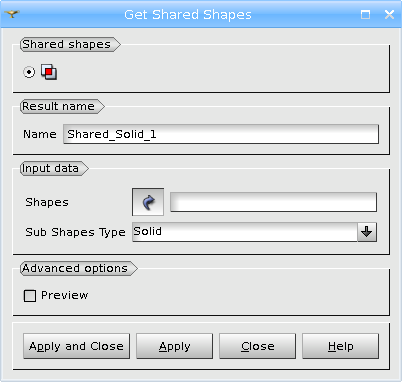 Get Shared Shapes
Shared shapes
Result name
Name Shared_Solid_1
Input data
Shapes
Sub Shapes Type Solid
Advanced options
Preview
Apply and Close Apply Close Help